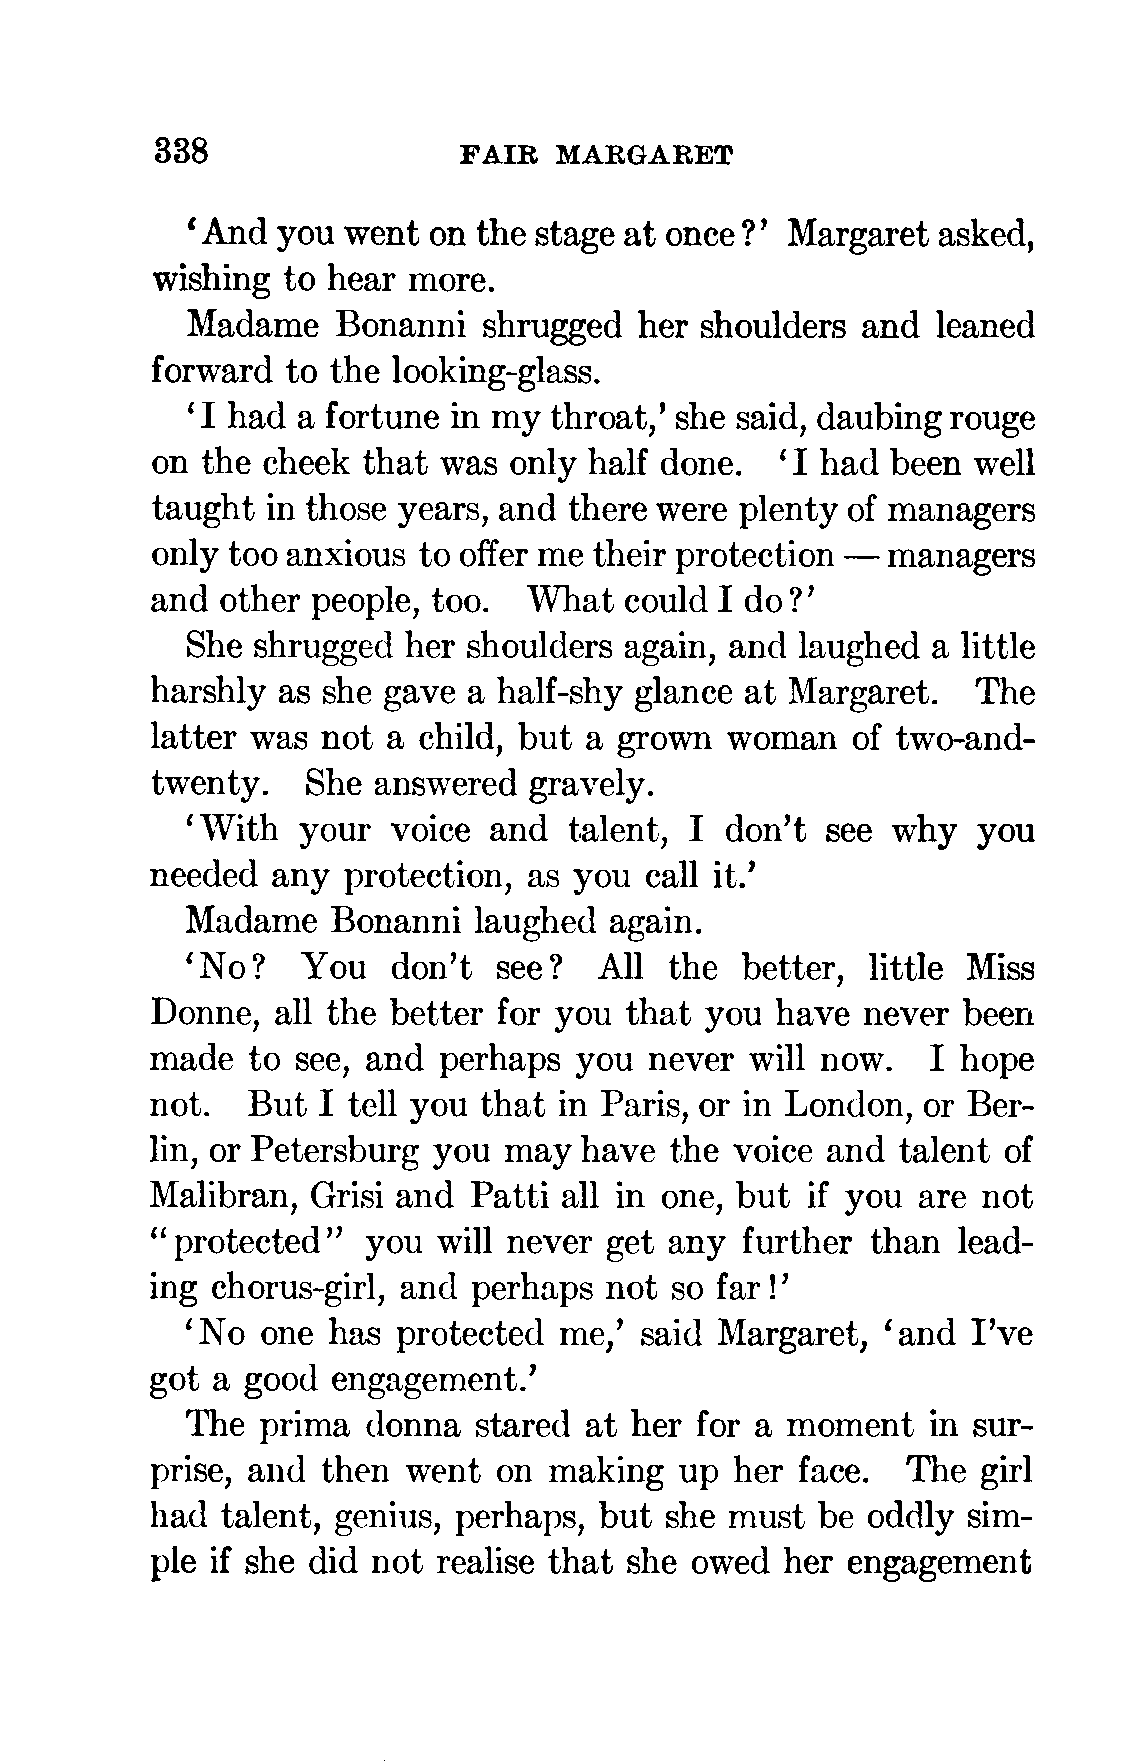 338 FAIR MARGARET
‘And you went on the stage at once?’ Margaret asked,
wishing to hear more.
Madame Bonanni shrugged her shoulders and leaned
forward to the looking-glass.
‘I had a fortune in my throat,’ she said, daubing rouge
on the cheek that was only half done. ‘I had been well
taught in those years, and there were plenty of managers
only too anxious to offer me their protection — managers
and other people, too. What could I do?’
She shrugged her shoulders again, and laughed a little
harshly as she gave a half-shy glance at Margaret. The
latter was not a child, but a grown woman of two-and-
twenty. She answered gravely.
‘With your voice and talent, I don’t see why you
needed any protection, as you call it.’
Madame Bonanni laughed again.
‘No? You don’t see? All the better, little Miss
Donne, all the better for you that you have never been
made to see, and perhaps you never will now. I hope
not. But I tell you that in Paris, or in London, or Ber-
lin, or Petersburg you may have the voice and talent of
Malibran, Grisi and Patti all in one, but if you are not
“protected” you will never get any further than lead-
ing chorus-girl, and perhaps not so far!’
‘No one has protected me,’ said Margaret, ‘and I’ve
got a good engagement.’
The prima donna stared at her for a moment in sur-
prise, and then went on making up her face. The girl
had talent, genius, perhaps, but she must be oddly sim-
ple if she did not realise that she owed her engagement